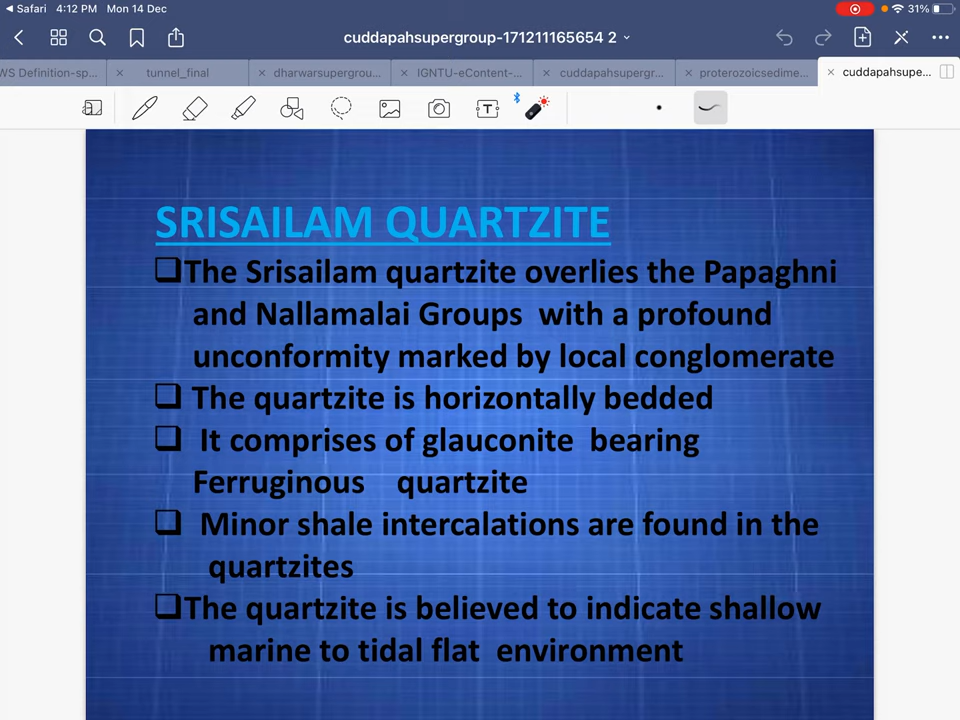 Safari 4:12 PM Mon 14 Dec 31%
cuddapahsupergroup-171211165654 2
WS Definition-sp... tunnel_final dharwarsupergrou... IGNTU-eContent-... cuddapahsupergr... proterozoicsedime... cuddapahsupe...
T
SRISAILAM QUARTZITE
The Srisailam quartzite overlies the Papaghni
and Nallamalai Groups with a profound
unconformity marked by local conglomerate
The quartzite is horizontally bedded
It comprises of glauconite bearing
Ferruginous quartzite
Minor shale intercalations are found in the
quartzites
The quartzite is believed to indicate shallow
marine to tidal flat environment